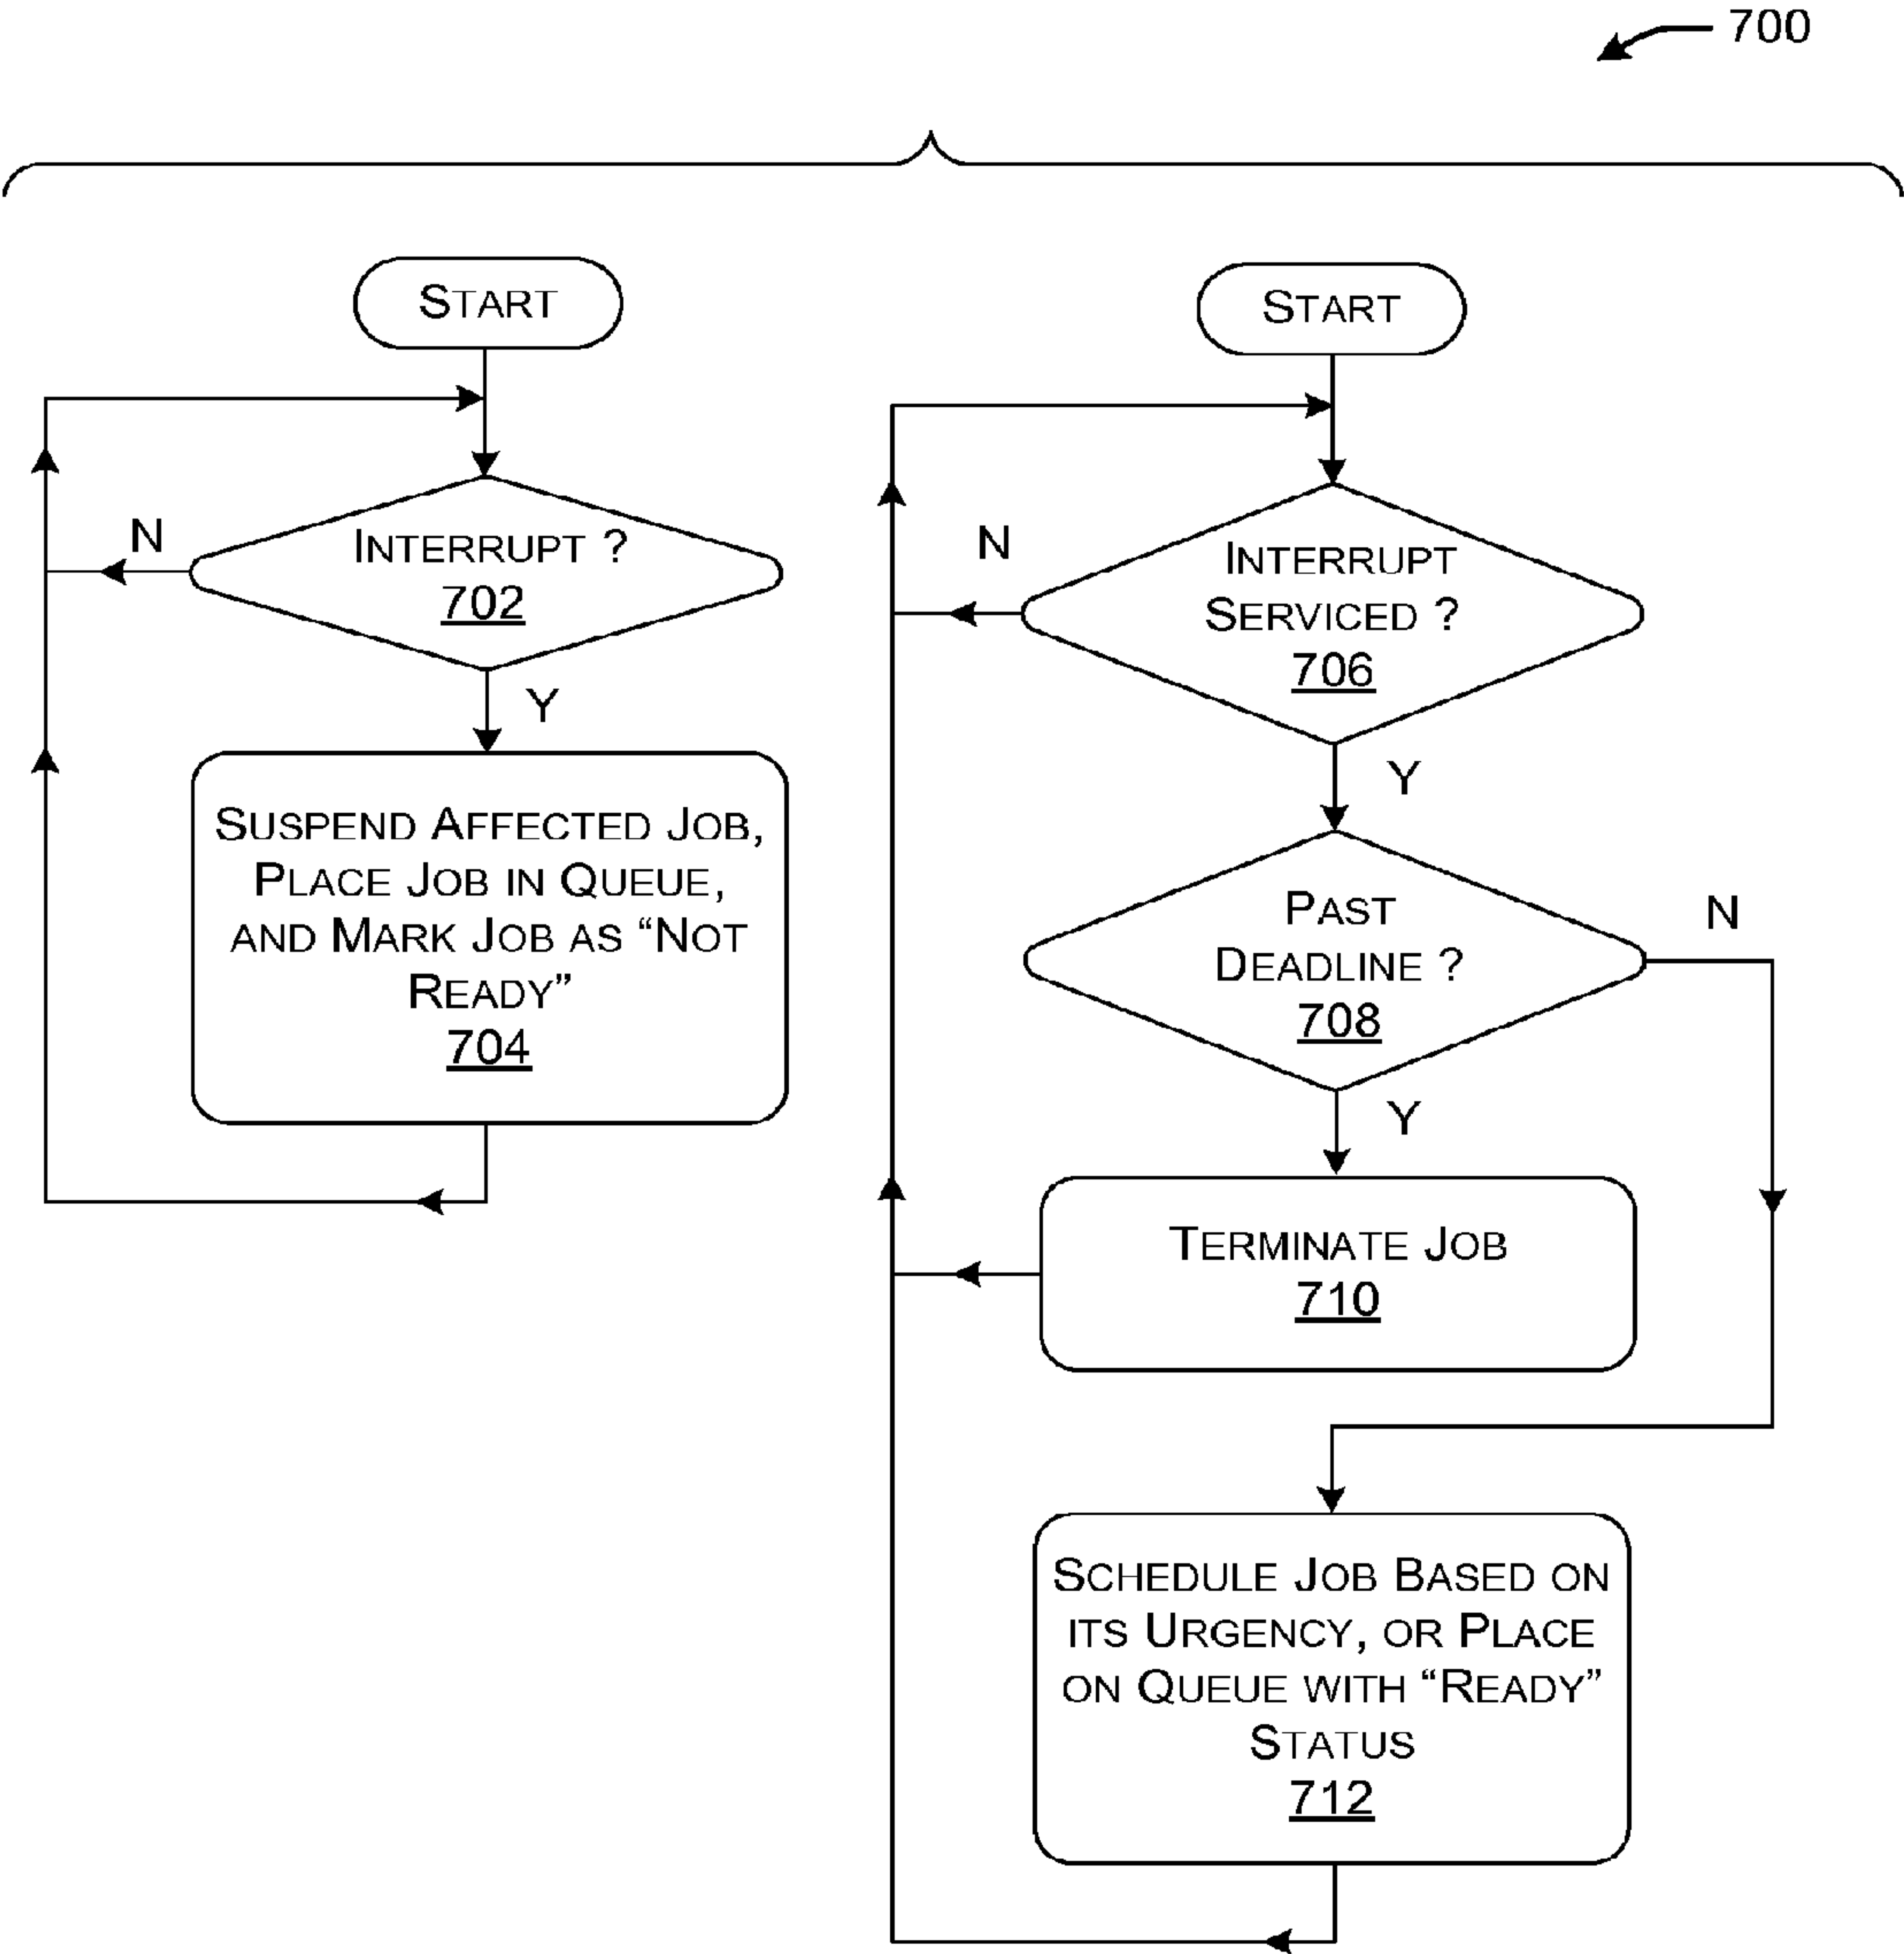 700
START
INTERRUPT ?
702
N
Y
SUSPEND AFFECTED JOB,
PLACE JOB IN QUEUE,
AND MARK JOB AS “NOT
READY”
704
START
INTERRUPT
SERVICED ?
706
N
Y
PAST
DEADLINE ?
708
N
Y
TERMINATE JOB
710
SCHEDULE JOB BASED ON
ITS URGENCY, OR PLACE
ON QUEUE WITH “READY”
STATUS
712